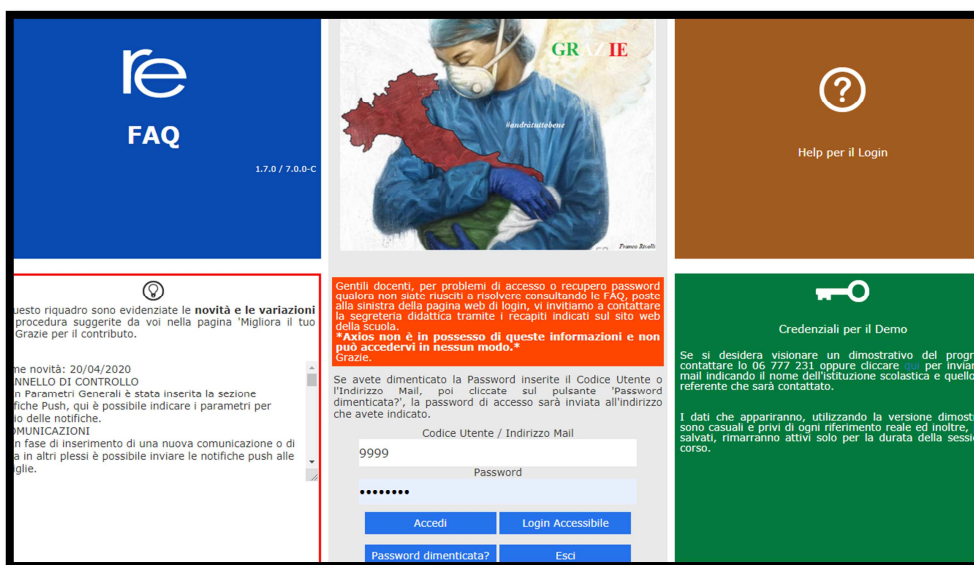 re
FAQ
1.7.0 / 7.0.0-C
GRAZIE
#andràtuttobene
Franco Rivolli
?
Help per il Login
uesto riquadro sono evidenziate le novità e le variazioni
procedura suggerite da voi nella pagina 'Migliora il tuo
Grazie per il contributo.
me novità: 20/04/2020
NNELLO DI CONTROLLO
n Parametri Generali è stata inserita la sezione
fiche Push, qui è possibile indicare i parametri per
io delle notifiche.
MUNICAZIONI
n fase di inserimento di una nuova comunicazione o di
a in altri plessi è possibile inviare le notifiche push alle
iglie.
Gentili docenti, per problemi di accesso o recupero password
qualora non siate riusciti a risolvere consultando le FAQ, poste
alla sinistra della pagina web di login, vi invitiamo a contattare
la segreteria didattica tramite i recapiti indicati sul sito web
della scuola.
*Axios non è in possesso di queste informazioni e non
può accedervi in nessun modo.*
Grazie.
Se avete dimenticato la Password inserite il Codice Utente o
l'Indirizzo Mail, poi cliccate sul pulsante 'Password
dimenticata?', la password di accesso sarà inviata all'indirizzo
che avete indicato.
Codice Utente / Indirizzo Mail
9999
Password
••••••••
Accedi
Login Accessibile
Password dimenticata?
Esci
Credenziali per il Demo
Se si desidera visionare un dimostrativo del progr
contattare lo 06 777 231 oppure cliccare qui per inviar
mail indicando il nome dell'istituzione scolastica e quello
referente che sarà contattato.
I dati che appariranno, utilizzando la versione dimost
sono casuali e privi di ogni riferimento reale ed inoltre,
salvati, rimarranno attivi solo per la durata della sessi
corso.